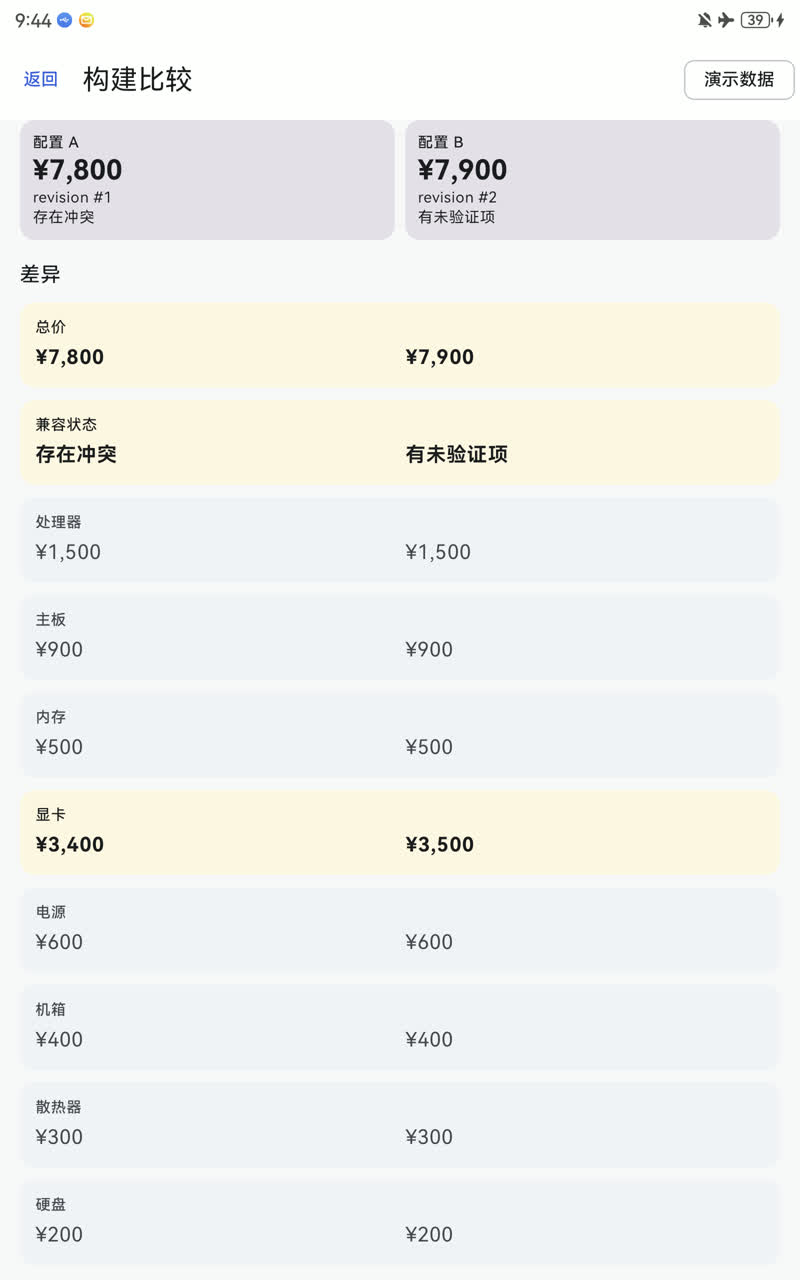 9:44
39
返回 构建比较 演示数据
配置 A
¥7,800
revision #1
存在冲突
配置 B
¥7,900
revision #2
有未验证项
差异
总价
¥7,800 ¥7,900
兼容状态
存在冲突 有未验证项
处理器
¥1,500 ¥1,500
主板
¥900 ¥900
内存
¥500 ¥500
显卡
¥3,400 ¥3,500
电源
¥600 ¥600
机箱
¥400 ¥400
散热器
¥300 ¥300
硬盘
¥200 ¥200